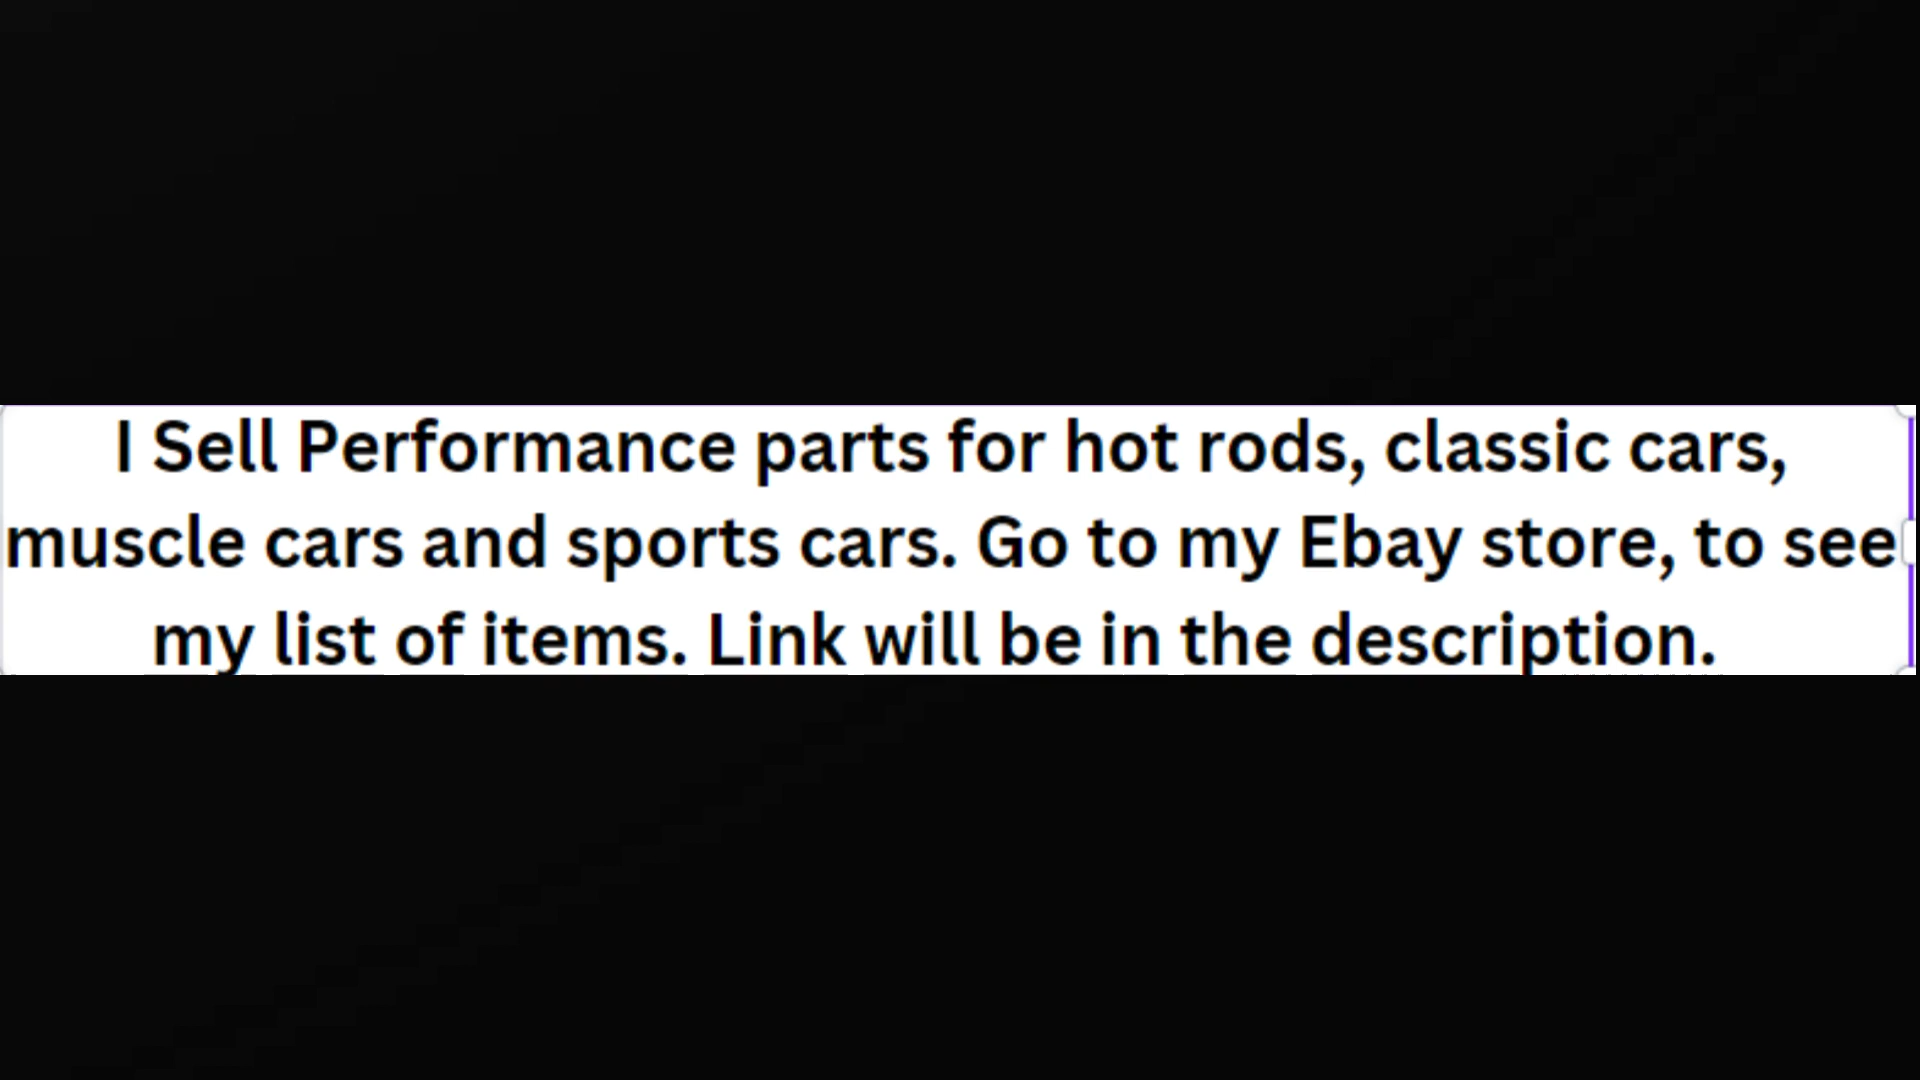 I Sell Performance parts for hot rods, classic cars,
muscle cars and sports cars. Go to my Ebay store, to see
my list of items. Link will be in the description.